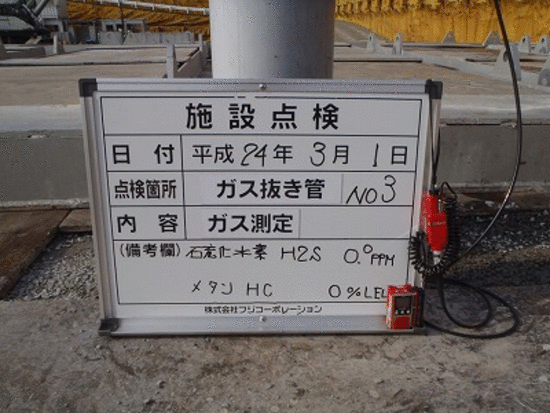 施設点検
日付 平成24年3月1日
点検箇所 ガス抜き管 NO3
内容 ガス測定
(備考欄) 硫化水素 H2S 0.0PPM
メタン HC 0%LEL
株式会社フジコーポレーション